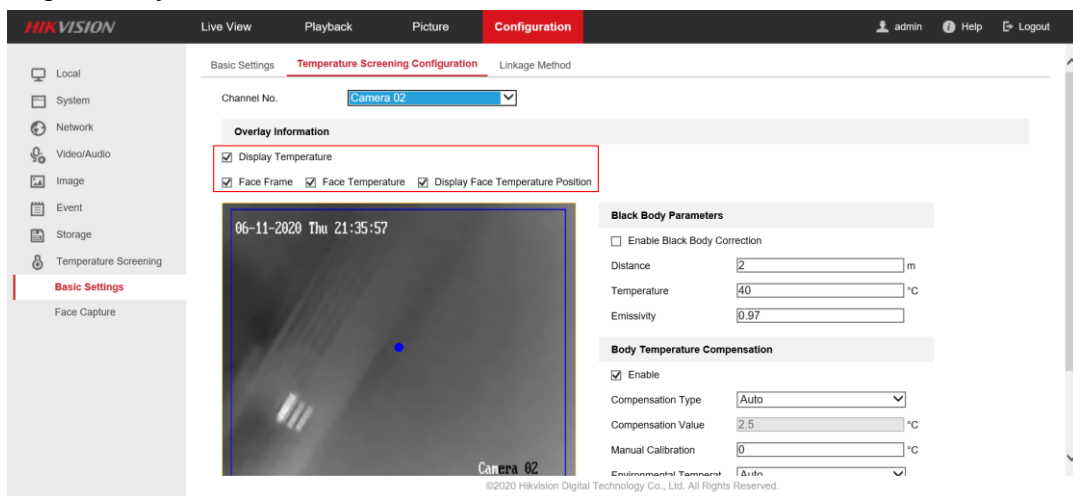 HIKVISION Live View Playback Picture Configuration admin Help Logout
Local
System
Network
Video/Audio
Image
Event
Storage
Temperature Screening
Basic Settings
Face Capture
Basic Settings Temperature Screening Configuration Linkage Method
Channel No. Camera 02
Overlay Information
Display Temperature
Face Frame Face Temperature Display Face Temperature Position
06-11-2020 Thu 21:35:57
Camera 02
Black Body Parameters
Enable Black Body Correction
Distance 2 m
Temperature 40 °C
Emissivity 0.97
Body Temperature Compensation
Enable
Compensation Type Auto
Compensation Value 2.5 °C
Manual Calibration 0 °C
Environmental Temperat Auto
©2020 Hikvision Digital Technology Co., Ltd. All Rights Reserved.